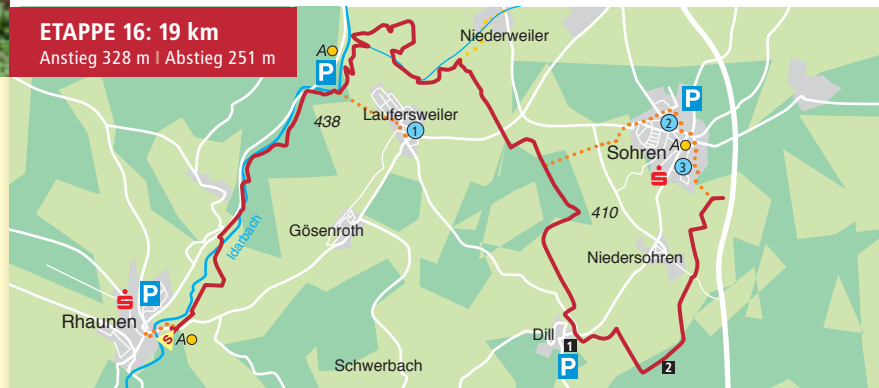 ETAPPE 16: 19 km
Anstieg 328 m I Abstieg 251 m
A
P
Niederweiler
438
Laufersweiler
1
P
2
Sohren
A
3
S
410
Idarbach
Gösenroth
Niedersohren
S
P
Rhaunen
S
A
Dill
1
P
2
Schwerbach